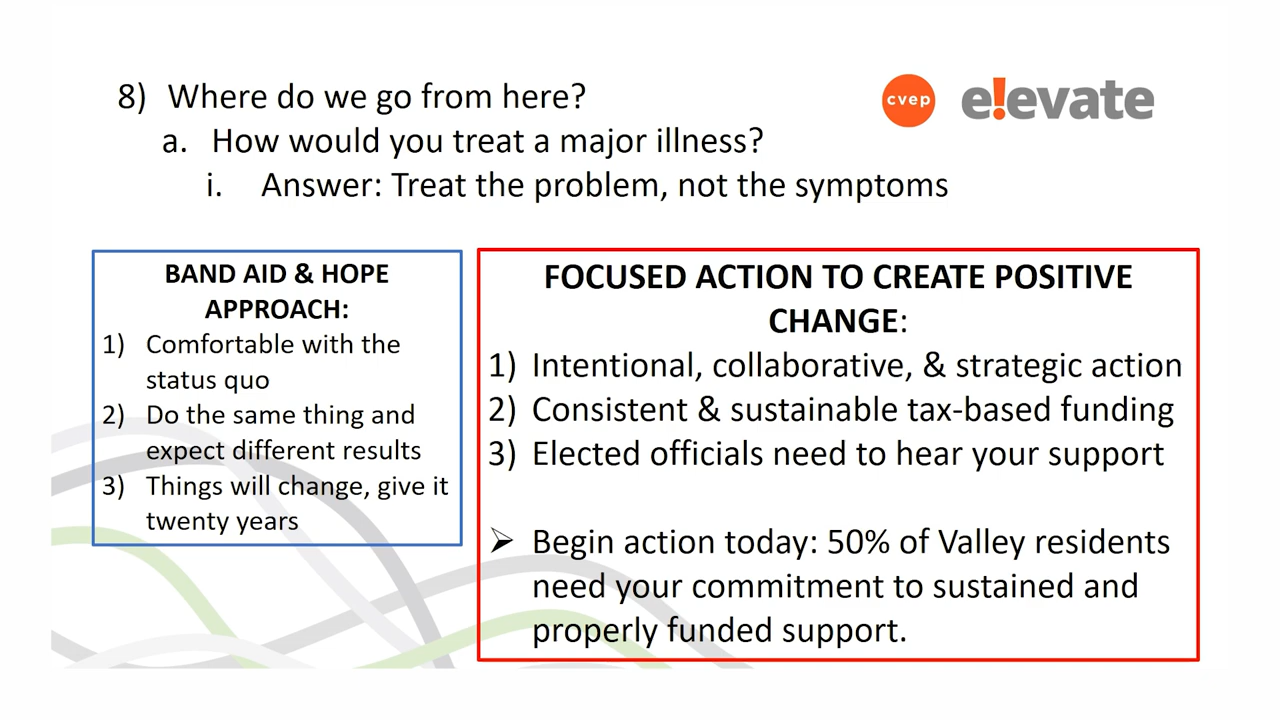 8) Where do we go from here?
cvep
e!evate
a. How would you treat a major illness?
i. Answer: Treat the problem, not the symptoms
BAND AID & HOPE
APPROACH:
1) Comfortable with the
status quo
2) Do the same thing and
expect different results
3) Things will change, give it
twenty years
FOCUSED ACTION TO CREATE POSITIVE
CHANGE:
1) Intentional, collaborative, & strategic action
2) Consistent & sustainable tax-based funding
3) Elected officials need to hear your support
➢ Begin action today: 50% of Valley residents
need your commitment to sustained and
properly funded support.